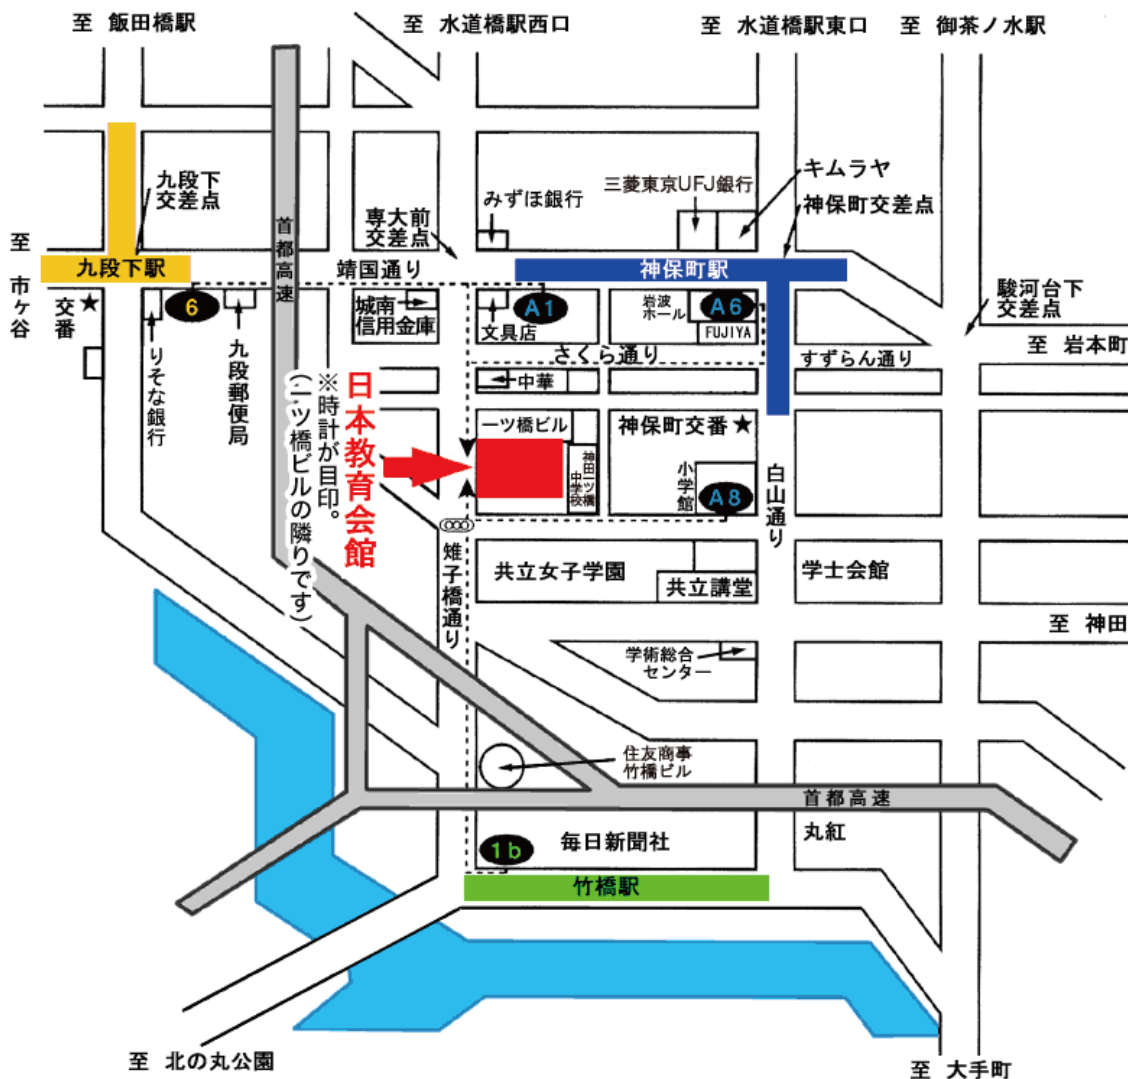 至 飯田橋駅
至 水道橋駅西口
至 水道橋駅東口
至 御茶ノ水駅
九段下
交差点
専大前
交差点
みずほ銀行
三菱東京UFJ銀行
キムラヤ
神保町交差点
至 市ヶ谷
九段下駅
首都高速
靖国通り
神保町駅
交番★
りそな銀行
6
九段郵便局
城南
信用金庫
文具店
A1
岩波
ホール
A6
FUJIYA
駿河台下
交差点
至 岩本町
さくら通り
すずらん通り
中華
日本教育会館
※時計が目印。
(一ツ橋ビルの隣りです)
一ツ橋ビル
神田一ツ橋
中学校
神保町交番★
小学館
A8
白山通り
雉子橋通り
共立女子学園
共立講堂
学士会館
至 神田
学術総合
センター
住友商事
竹橋ビル
首都高速
丸紅
1b
毎日新聞社
竹橋駅
至 北の丸公園
至 大手町